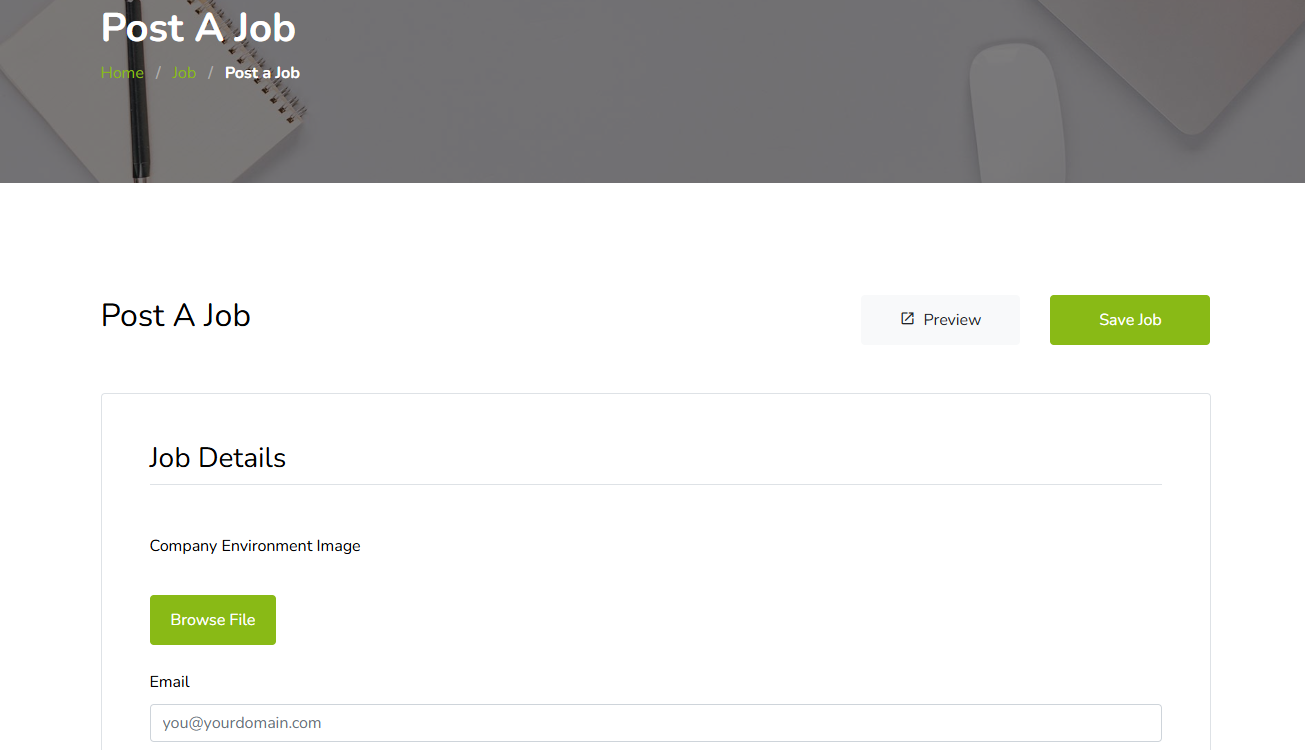 Post A Job
Home / Job / Post a Job
Post A Job
Preview
Save Job
Job Details
Company Environment Image
Browse File
Email
you@yourdomain.com